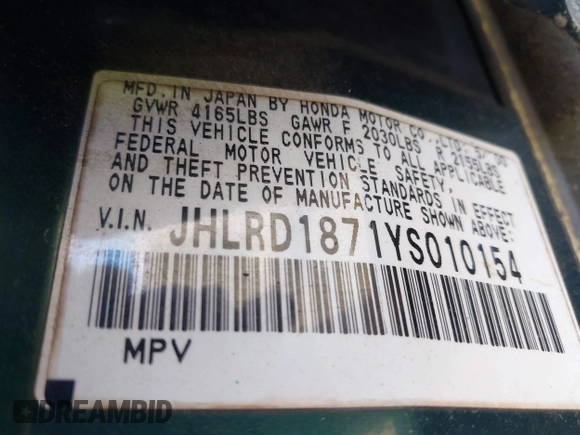 MFD. IN JAPAN BY HONDA MOTOR CO., LTD.
GVWR 4165LBS GAWR F 2030LBS R 2155LBS
THIS VEHICLE CONFORMS TO ALL APPLICABLE
FEDERAL MOTOR VEHICLE SAFETY,
AND THEFT PREVENTION STANDARDS IN EFFECT
ON THE DATE OF MANUFACTURE SHOWN ABOVE:
V.I.N. JHLRD1871YS010154
MPV
DREAMBID